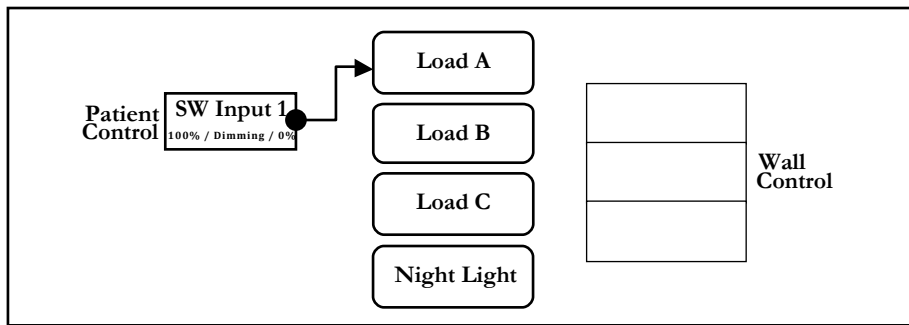 Patient
Control
SW Input 1
100% / Dimming / 0%
Load A
Load B
Load C
Night Light
Wall
Control